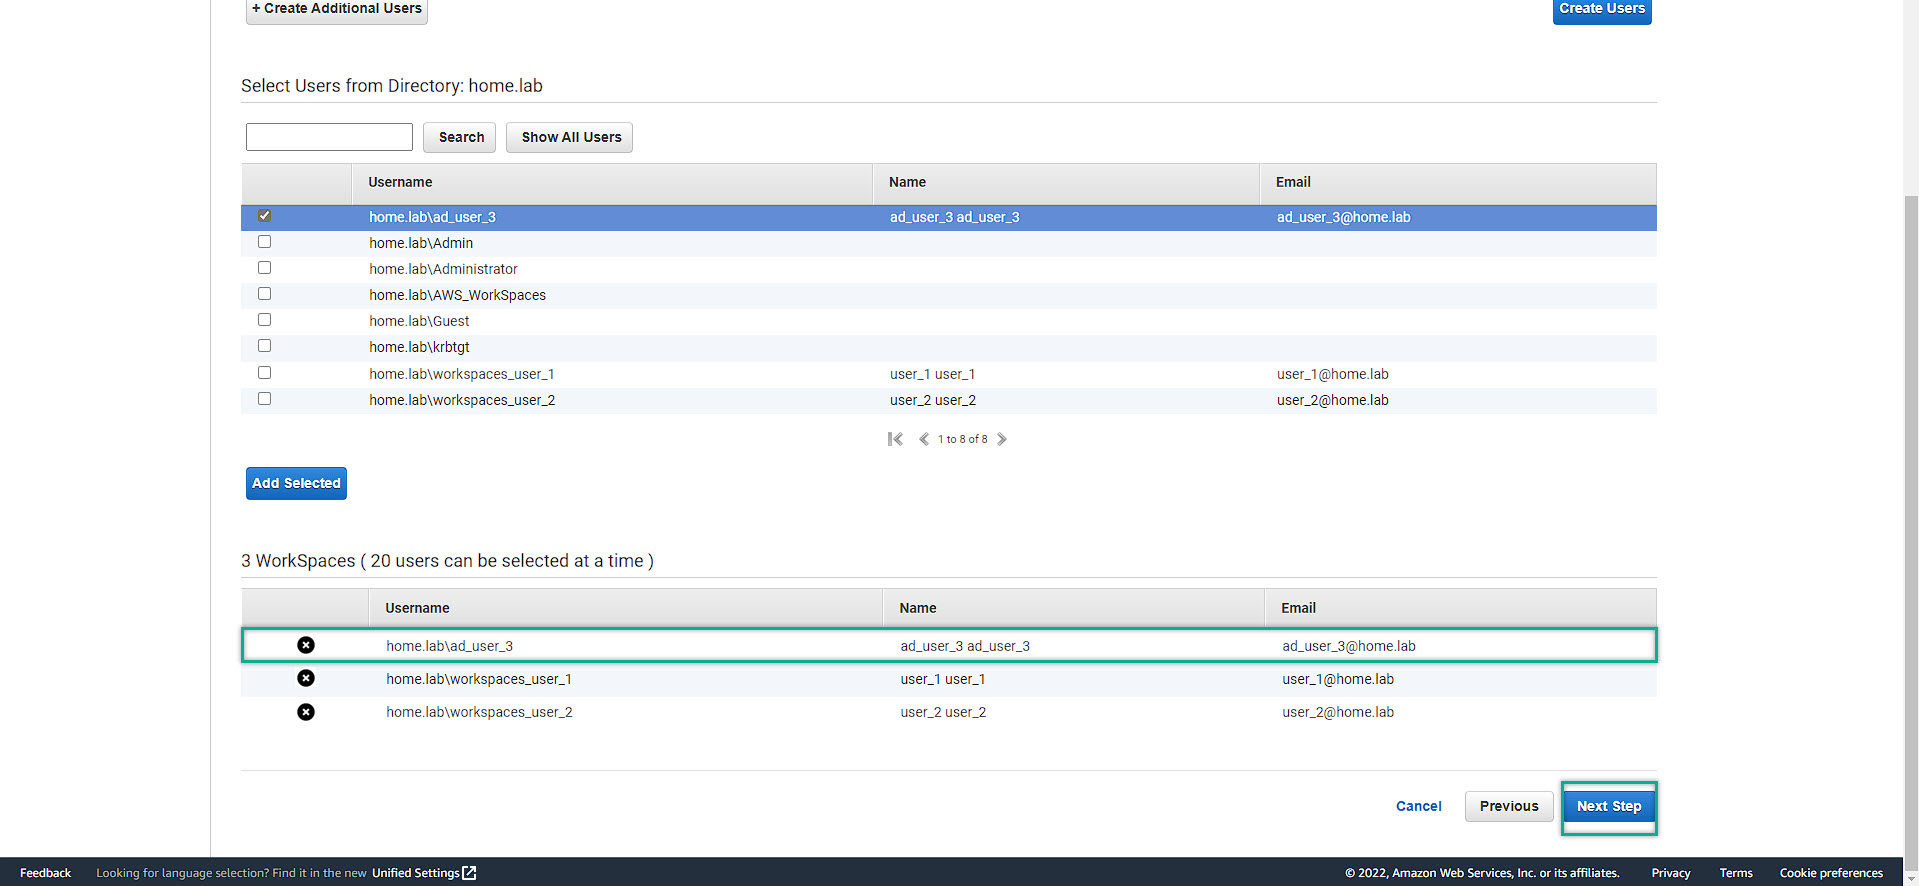 + Create Additional Users Create Users
Select Users from Directory: home.lab
Search Show All Users
Username Name Email
home.lab\ad_user_3 ad_user_3 ad_user_3 ad_user_3@home.lab
home.lab\Admin
home.lab\Administrator
home.lab\AWS_WorkSpaces
home.lab\Guest
home.lab\krbtgt
home.lab\workspaces_user_1 user_1 user_1 user_1@home.lab
home.lab\workspaces_user_2 user_2 user_2 user_2@home.lab
1 to 8 of 8
Add Selected
3 WorkSpaces ( 20 users can be selected at a time )
Username Name Email
home.lab\ad_user_3 ad_user_3 ad_user_3 ad_user_3@home.lab
home.lab\workspaces_user_1 user_1 user_1 user_1@home.lab
home.lab\workspaces_user_2 user_2 user_2 user_2@home.lab
Cancel Previous Next Step
Feedback Looking for language selection? Find it in the new Unified Settings © 2022, Amazon Web Services, Inc. or its affiliates. Privacy Terms Cookie preferences